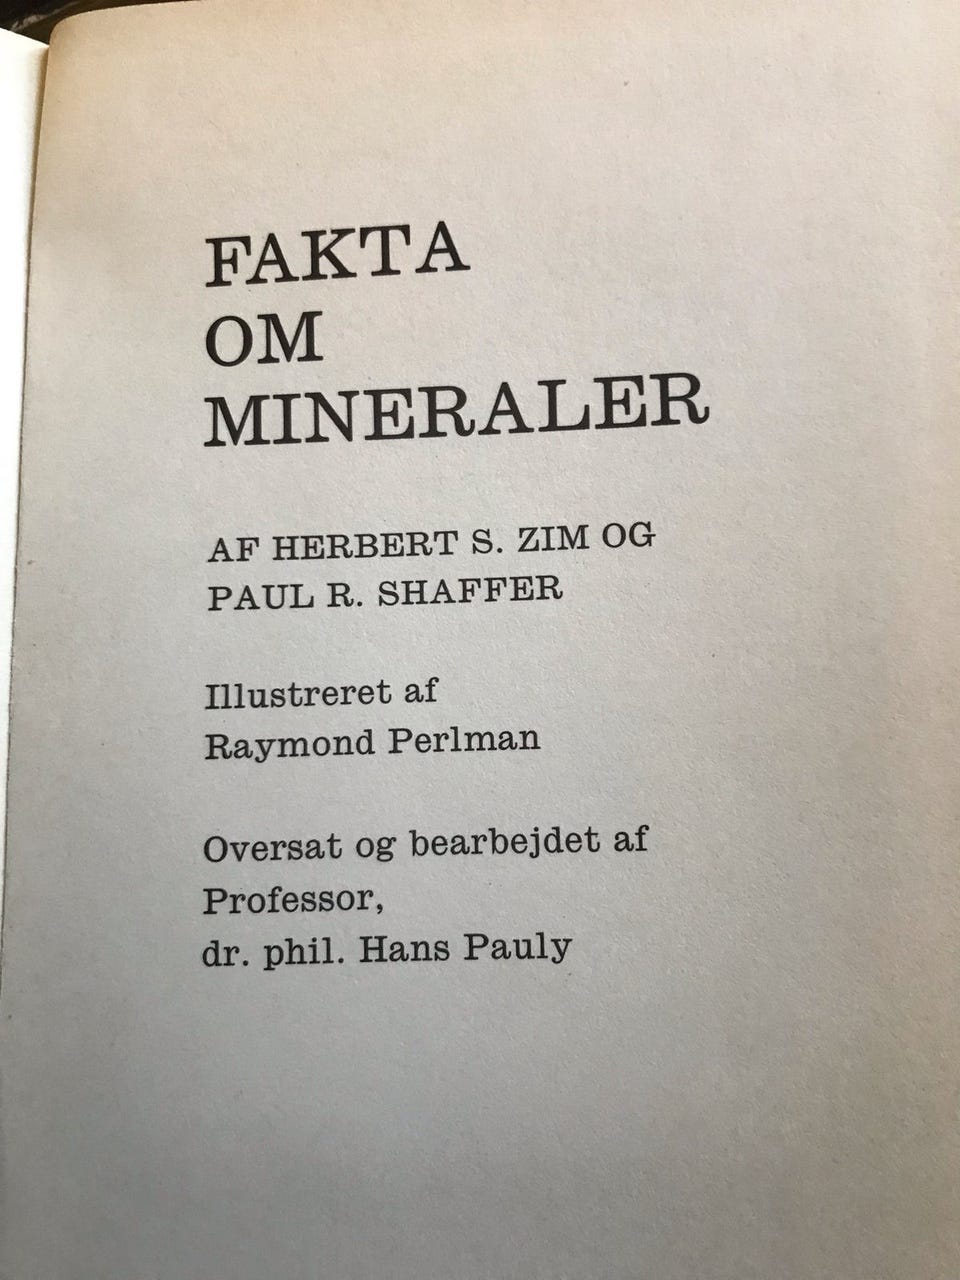 FAKTA
OM
MINERALER
AF HERBERT S. ZIM OG
PAUL R. SHAFFER
Illustreret af
Raymond Perlman
Oversat og bearbejdet af
Professor,
dr. phil. Hans Pauly